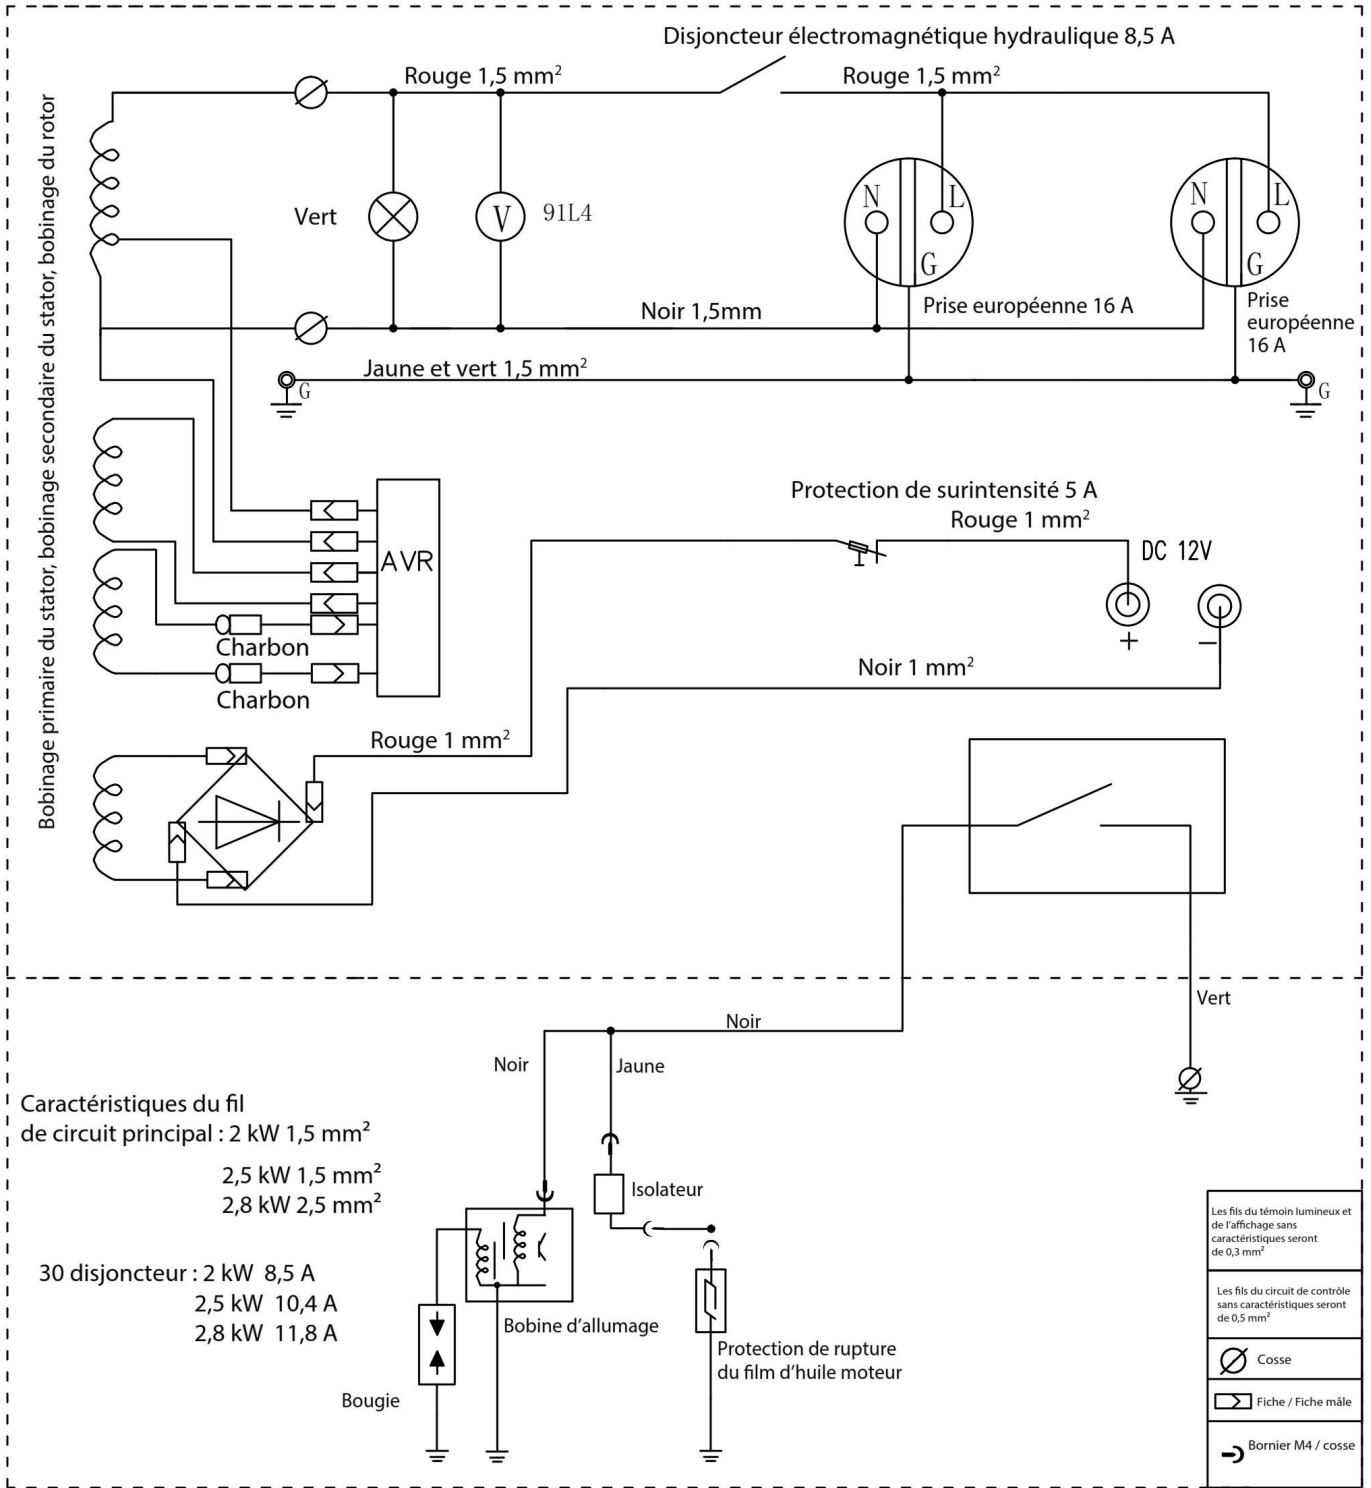 Disjoncteur électromagnétique hydraulique 8,5 A
Rouge 1,5 mm²
Rouge 1,5 mm²
Bobinage primaire du stator, bobinage secondaire du stator, bobinage du rotor
Vert
V
91L4
N
L
G
N
L
G
Noir 1,5mm
Prise européenne 16 A
Prise
européenne
16 A
Jaune et vert 1,5 mm²
G
G
AVR
Charbon
Charbon
Protection de surintensité 5 A
Rouge 1 mm²
DC 12V
+
−
Noir 1 mm²
Rouge 1 mm²
Vert
Noir
Noir
Jaune
Caractéristiques du fil
de circuit principal : 2 kW 1,5 mm²
2,5 kW 1,5 mm²
2,8 kW 2,5 mm²
30 disjoncteur : 2 kW 8,5 A
2,5 kW 10,4 A
2,8 kW 11,8 A
Isolateur
Bobine d'allumage
Bougie
Protection de rupture
du film d'huile moteur
Les fils du témoin lumineux et
de l'affichage sans
caractéristiques seront
de 0,3 mm²
Les fils du circuit de contrôle
sans caractéristiques seront
de 0,5 mm²
Cosse
Fiche / Fiche mâle
Bornier M4 / cosse